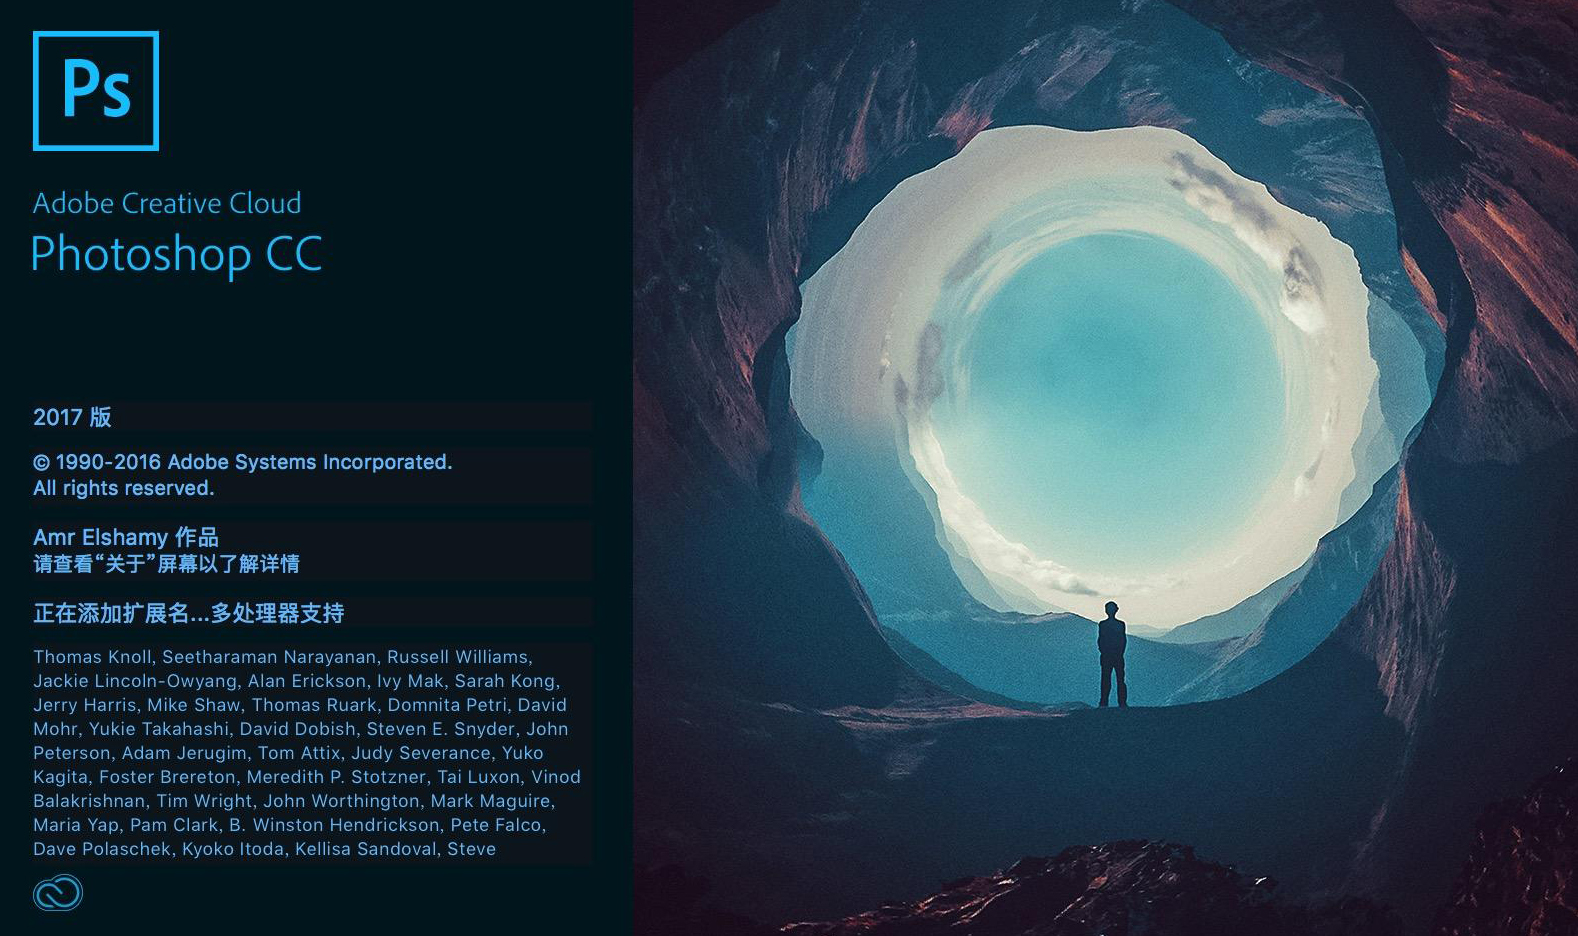 Ps
Adobe Creative Cloud
Photoshop CC
2017 版
© 1990-2016 Adobe Systems Incorporated.
All rights reserved.
Amr Elshamy 作品
请查看“关于”屏幕以了解详情
正在添加扩展名...多处理器支持
Thomas Knoll, Seetharaman Narayanan, Russell Williams,
Jackie Lincoln-Owyang, Alan Erickson, Ivy Mak, Sarah Kong,
Jerry Harris, Mike Shaw, Thomas Ruark, Domnita Petri, David
Mohr, Yukie Takahashi, David Dobish, Steven E. Snyder, John
Peterson, Adam Jerugim, Tom Attix, Judy Severance, Yuko
Kagita, Foster Brereton, Meredith P. Stotzner, Tai Luxon, Vinod
Balakrishnan, Tim Wright, John Worthington, Mark Maguire,
Maria Yap, Pam Clark, B. Winston Hendrickson, Pete Falco,
Dave Polaschek, Kyoko Itoda, Kellisa Sandoval, Steve